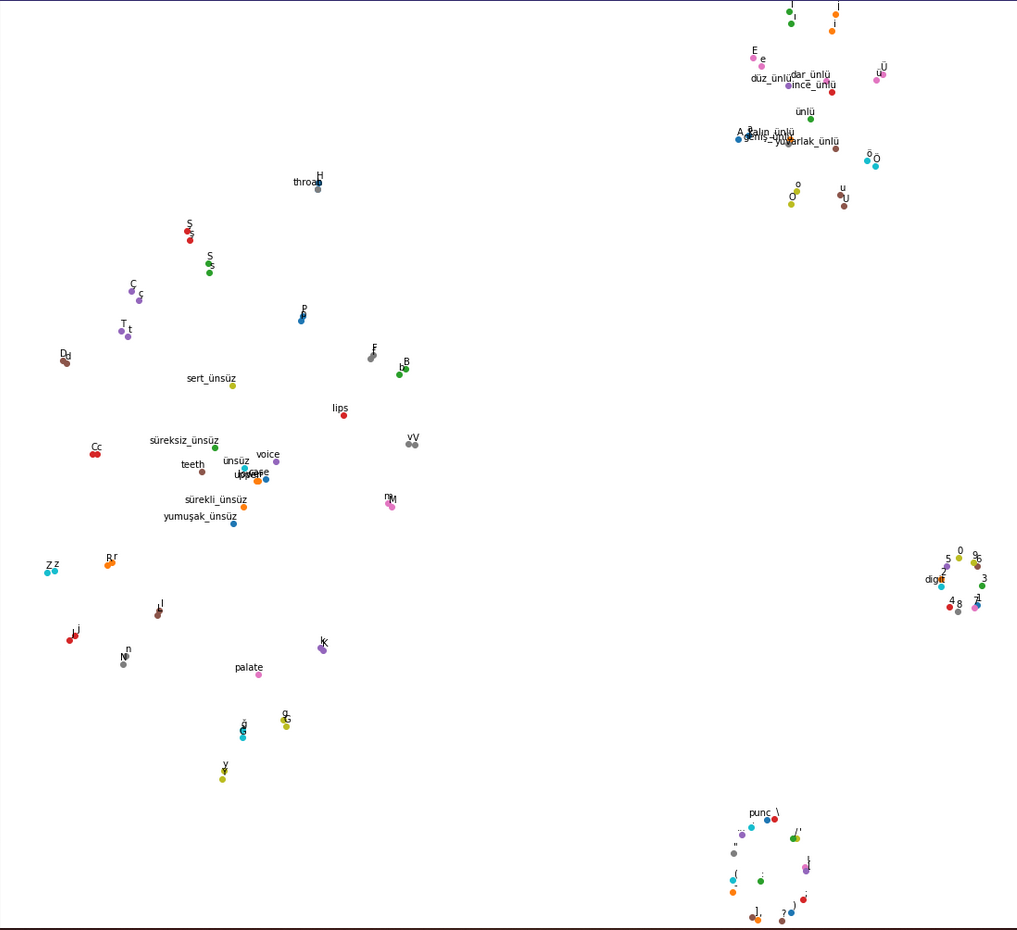 I
ı
İ
i
E
e
Ü
ü
dar_ünlü
düz_ünlü
ince_ünlü
ünlü
A
a
kalın_ünlü
geniş_ünlü
yuvarlak_ünlü
ö
Ö
H
throat
o
O
u
U
Ş
ş
S
s
Ç
ç
P
p
T
t
D
d
F
f
B
b
sert_ünsüz
lips
süreksiz_ünsüz
v
V
C
c
voice
ünsüz
teeth
lower
case
upper
m
M
sürekli_ünsüz
yumuşak_ünsüz
R
r
Z
z
0
5
9
6
2
digit
3
4
8
7
1
l
L
j
J
n
N
k
K
palate
g
G
ğ
Ğ
y
Y
punc
\
...
/
'
"
(
:
-
!
;
)
]
,
?